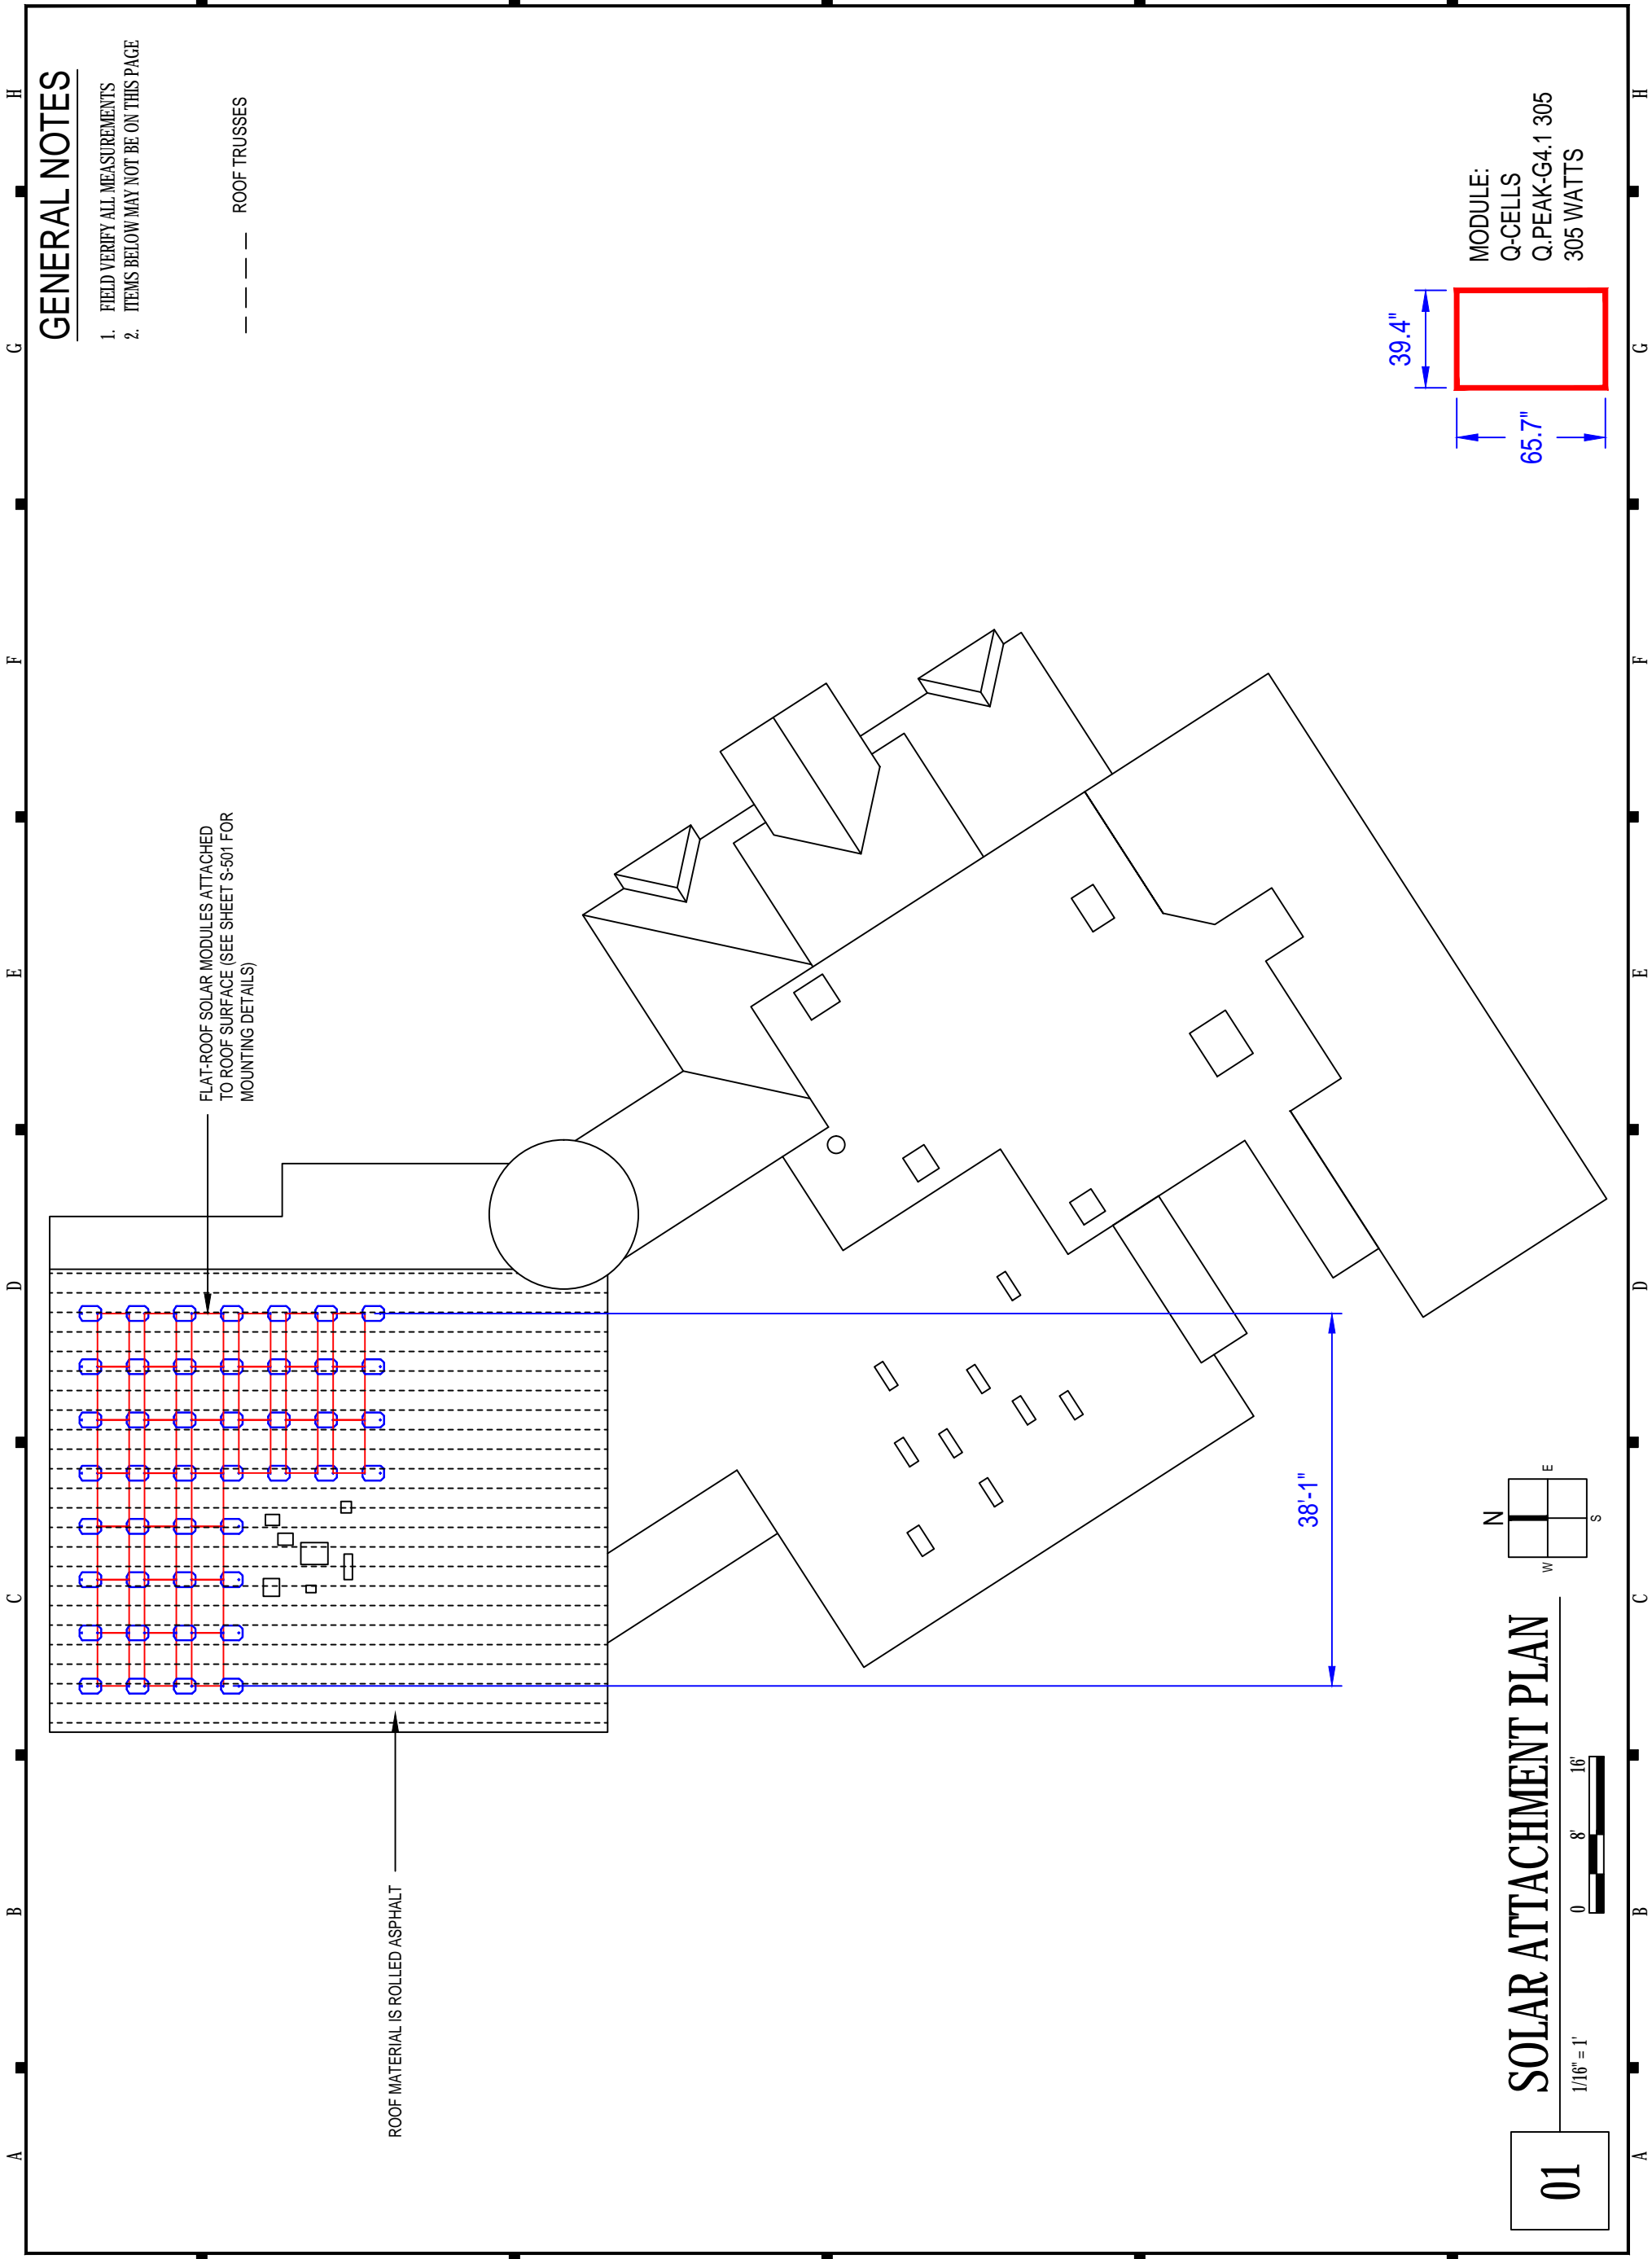 A B C D E F G H
GENERAL NOTES
1. FIELD VERIFY ALL MEASUREMENTS
2. ITEMS BELOW MAY NOT BE ON THIS PAGE
ROOF TRUSSES
FLAT-ROOF SOLAR MODULES ATTACHED
TO ROOF SURFACE (SEE SHEET S-501 FOR
MOUNTING DETAILS)
ROOF MATERIAL IS ROLLED ASPHALT
38'-1"
39.4"
65.7"
MODULE:
Q-CELLS
Q.PEAK-G4.1 305
305 WATTS
N
W E
S
01
SOLAR ATTACHMENT PLAN
1/16" = 1'
0 8' 16'
A B C D E F G H